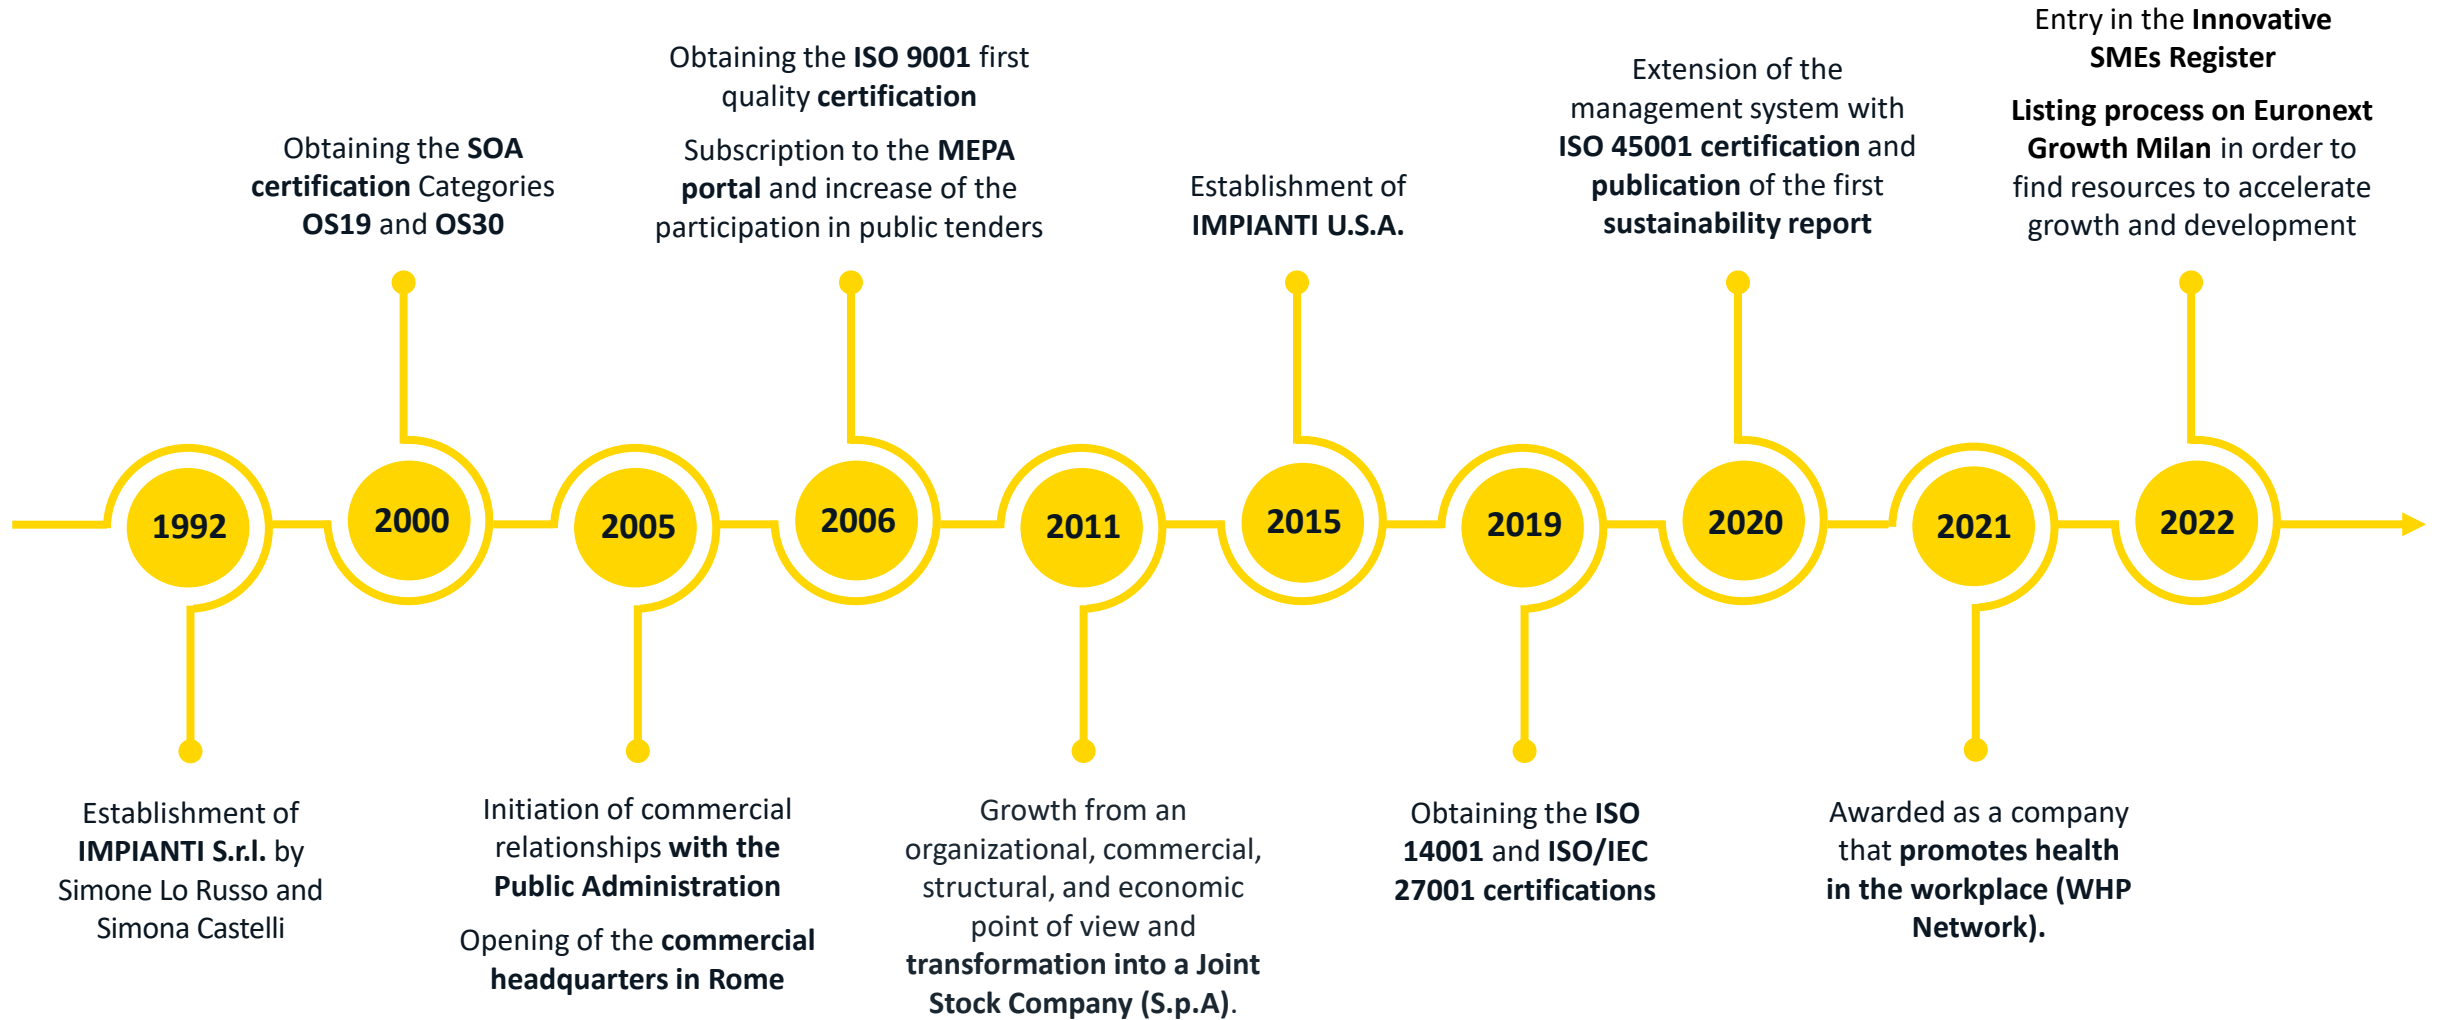 Entry in the Innovative
SMEs Register
Listing process on Euronext
Growth Milan in order to
find resources to accelerate
growth and development
Obtaining the ISO 9001 first
quality certification
Subscription to the MEPA
portal and increase of the
participation in public tenders
Extension of the
management system with
ISO 45001 certification and
publication of the first
sustainability report
Obtaining the SOA
certification Categories
OS19 and OS30
Establishment of
IMPIANTI U.S.A.
1992
2000
2005
2006
2011
2015
2019
2020
2021
2022
Establishment of
IMPIANTI S.r.l. by
Simone Lo Russo and
Simona Castelli
Initiation of commercial
relationships with the
Public Administration
Opening of the commercial
headquarters in Rome
Growth from an
organizational, commercial,
structural, and economic
point of view and
transformation into a Joint
Stock Company (S.p.A).
Obtaining the ISO
14001 and ISO/IEC
27001 certifications
Awarded as a company
that promotes health
in the workplace (WHP
Network).